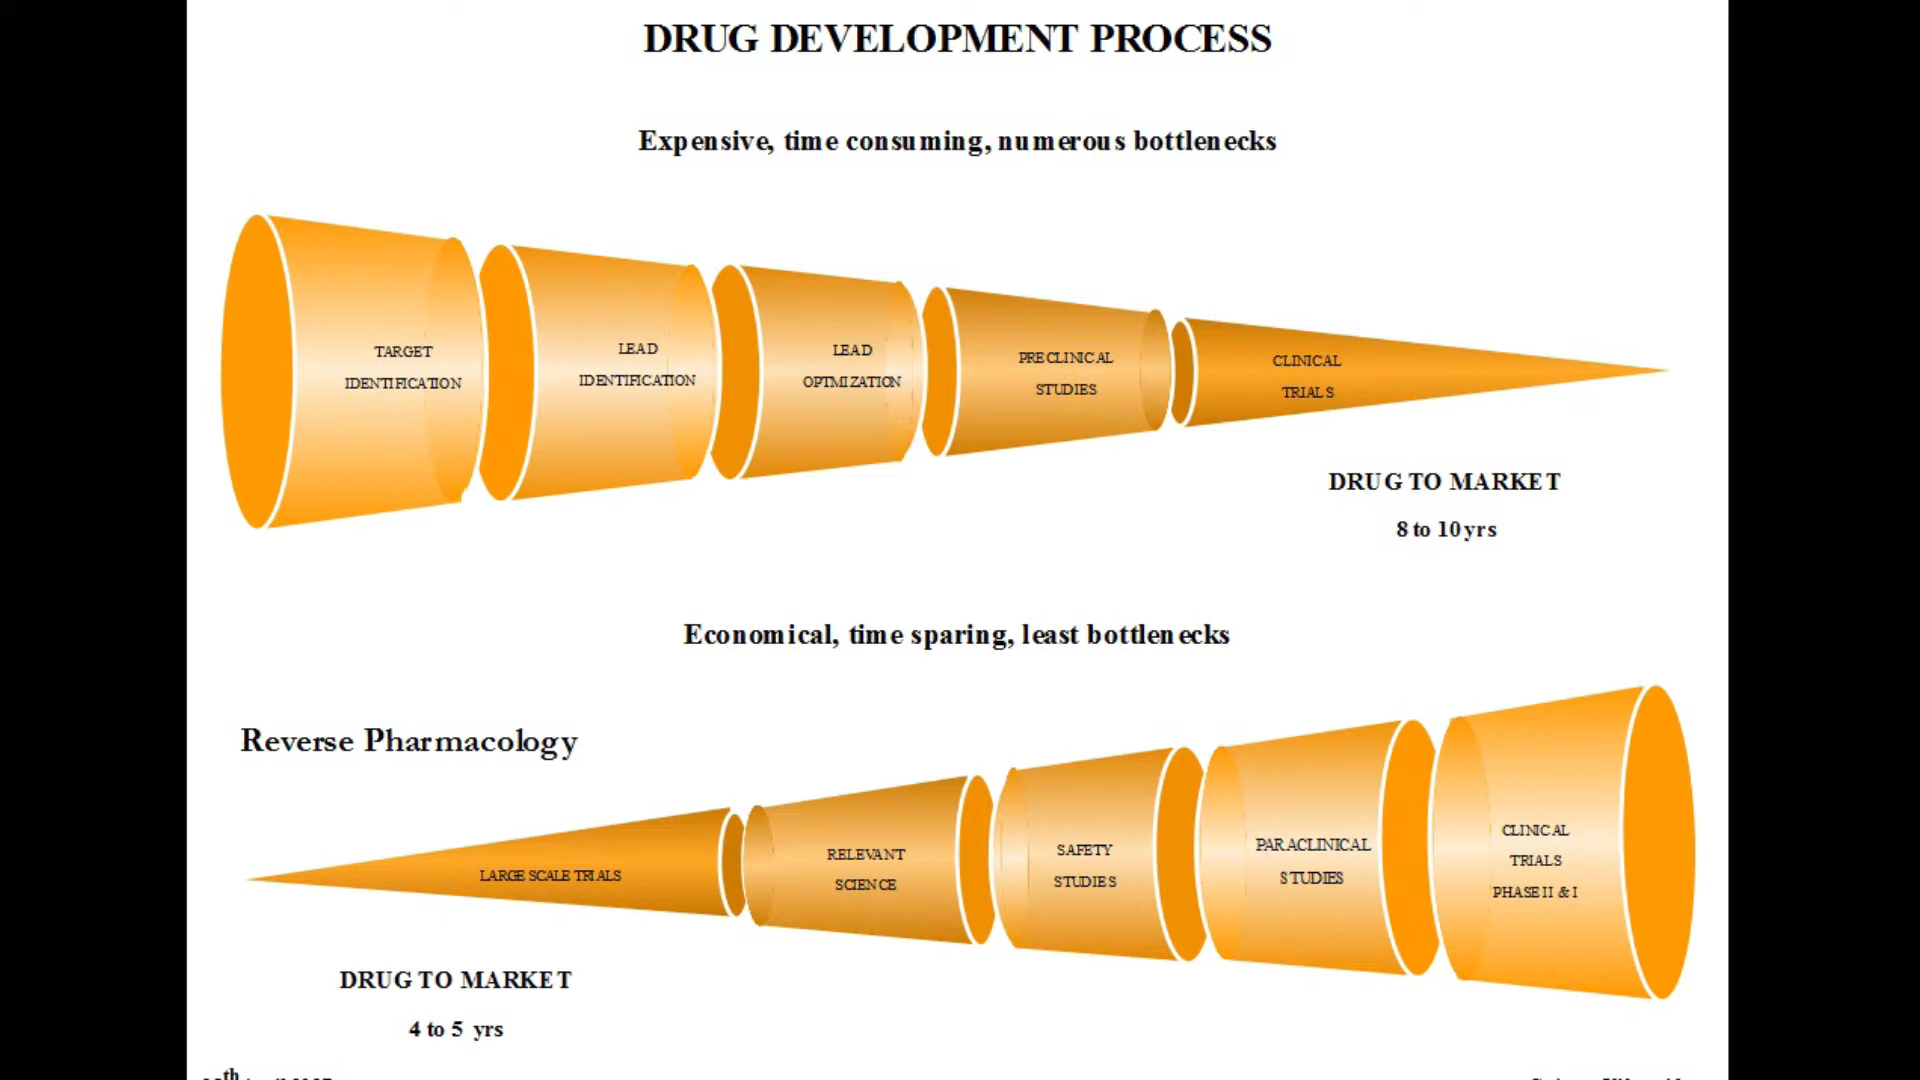 DRUG DEVELOPMENT PROCESS
Expensive, time consuming, numerous bottlenecks
TARGET
IDENTIFICATION
LEAD
IDENTIFICATION
LEAD
OPTMIZATION
PRECLINICAL
STUDIES
CLINICAL
TRIALS
DRUG TO MARKET
8 to 10 yrs
Economical, time sparing, least bottlenecks
Reverse Pharmacology
LARGE SCALE TRIALS
RELEVANT
SCIENCE
SAFETY
STUDIES
PARACLINICAL
STUDIES
CLINICAL
TRIALS
PHASE II & I
DRUG TO MARKET
4 to 5 yrs